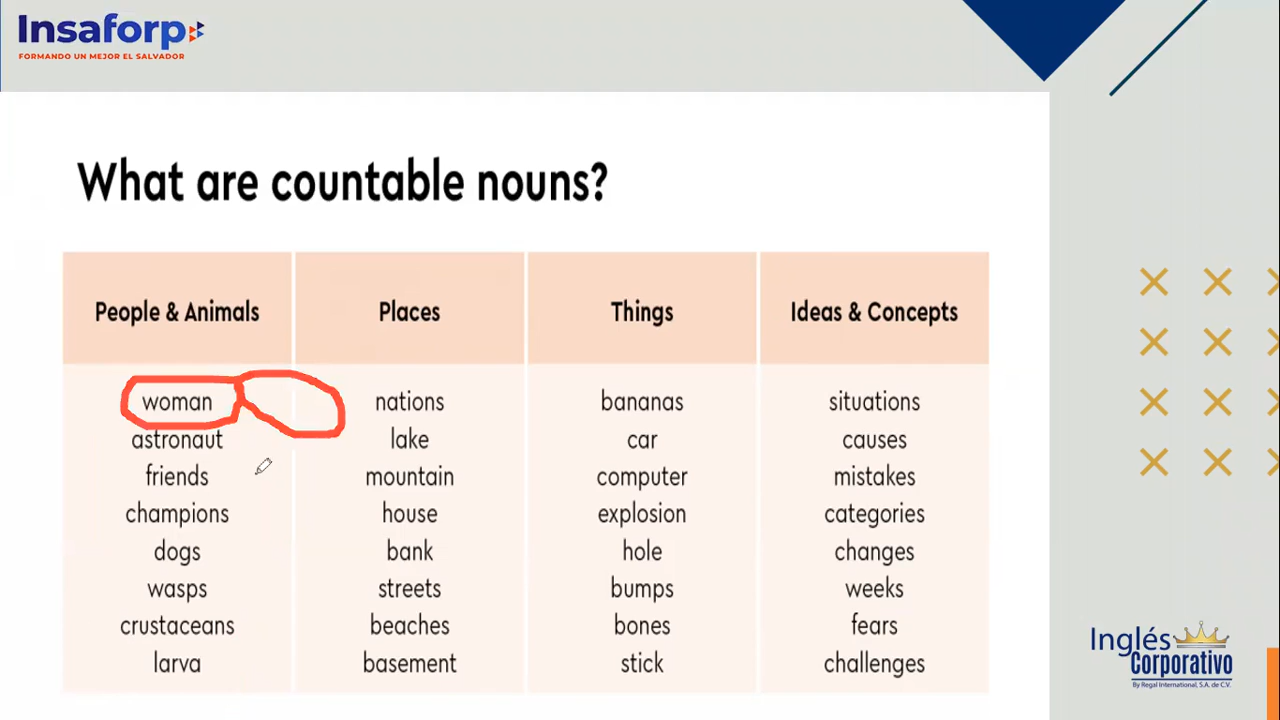 Insaforp
FORMANDO UN MEJOR EL SALVADOR
What are countable nouns?
People & Animals Places Things Ideas & Concepts
woman nations bananas situations
astronaut lake car causes
friends mountain computer mistakes
champions house explosion categories
dogs bank hole changes
wasps streets bumps weeks
crustaceans beaches bones fears
larva basement stick challenges
Inglés
Corporativo
By Regal International, S.A. de C.V.